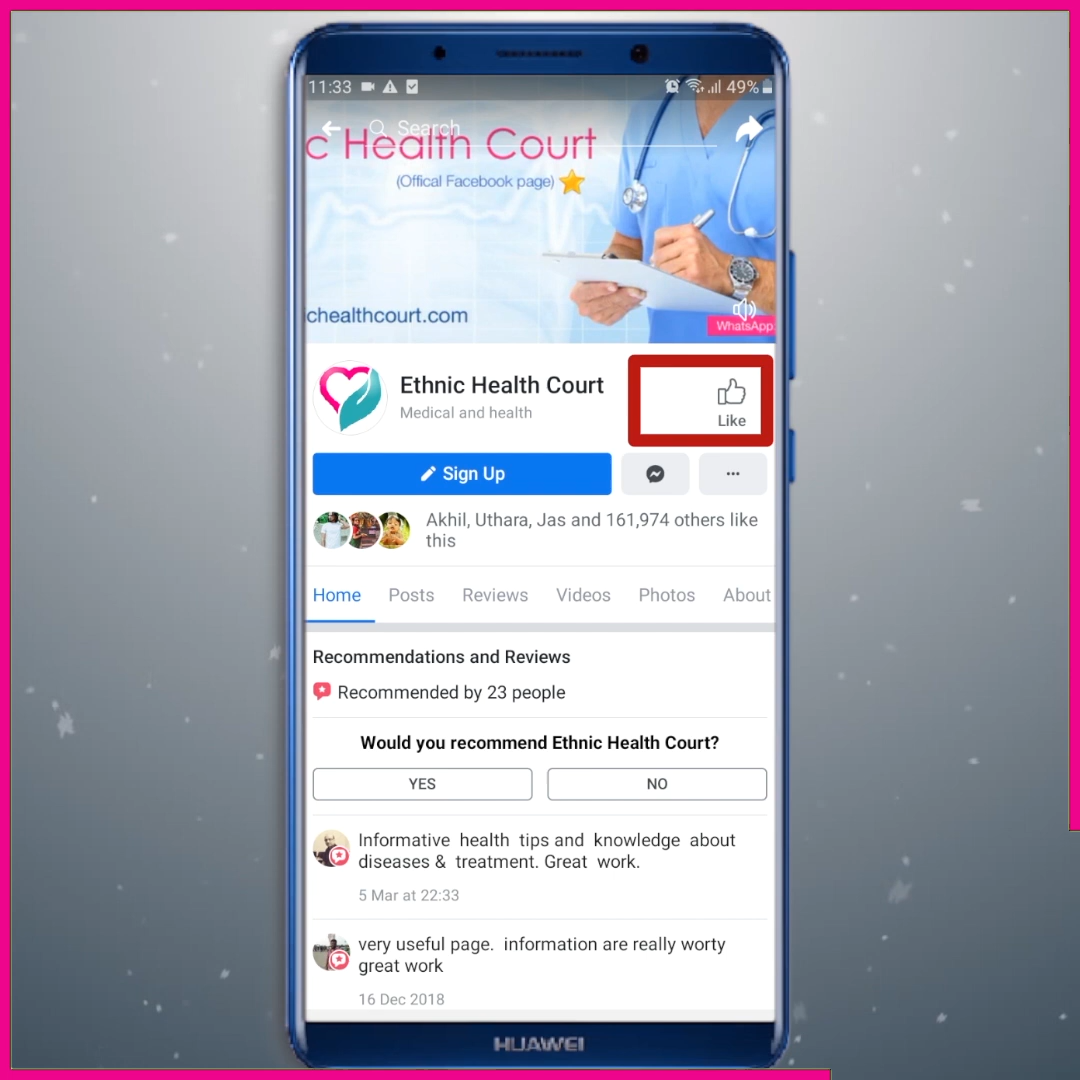 11:33
49%
Search
c Health Court
(Offical Facebook page)
chealthcourt.com
WhatsApp
Ethnic Health Court
Medical and health
Like
Sign Up
Akhil, Uthara, Jas and 161,974 others like
this
Home Posts Reviews Videos Photos About
Recommendations and Reviews
Recommended by 23 people
Would you recommend Ethnic Health Court?
YES NO
Informative health tips and knowledge about
diseases & treatment. Great work.
5 Mar at 22:33
very useful page. information are really worty
great work
16 Dec 2018
HUAWEI